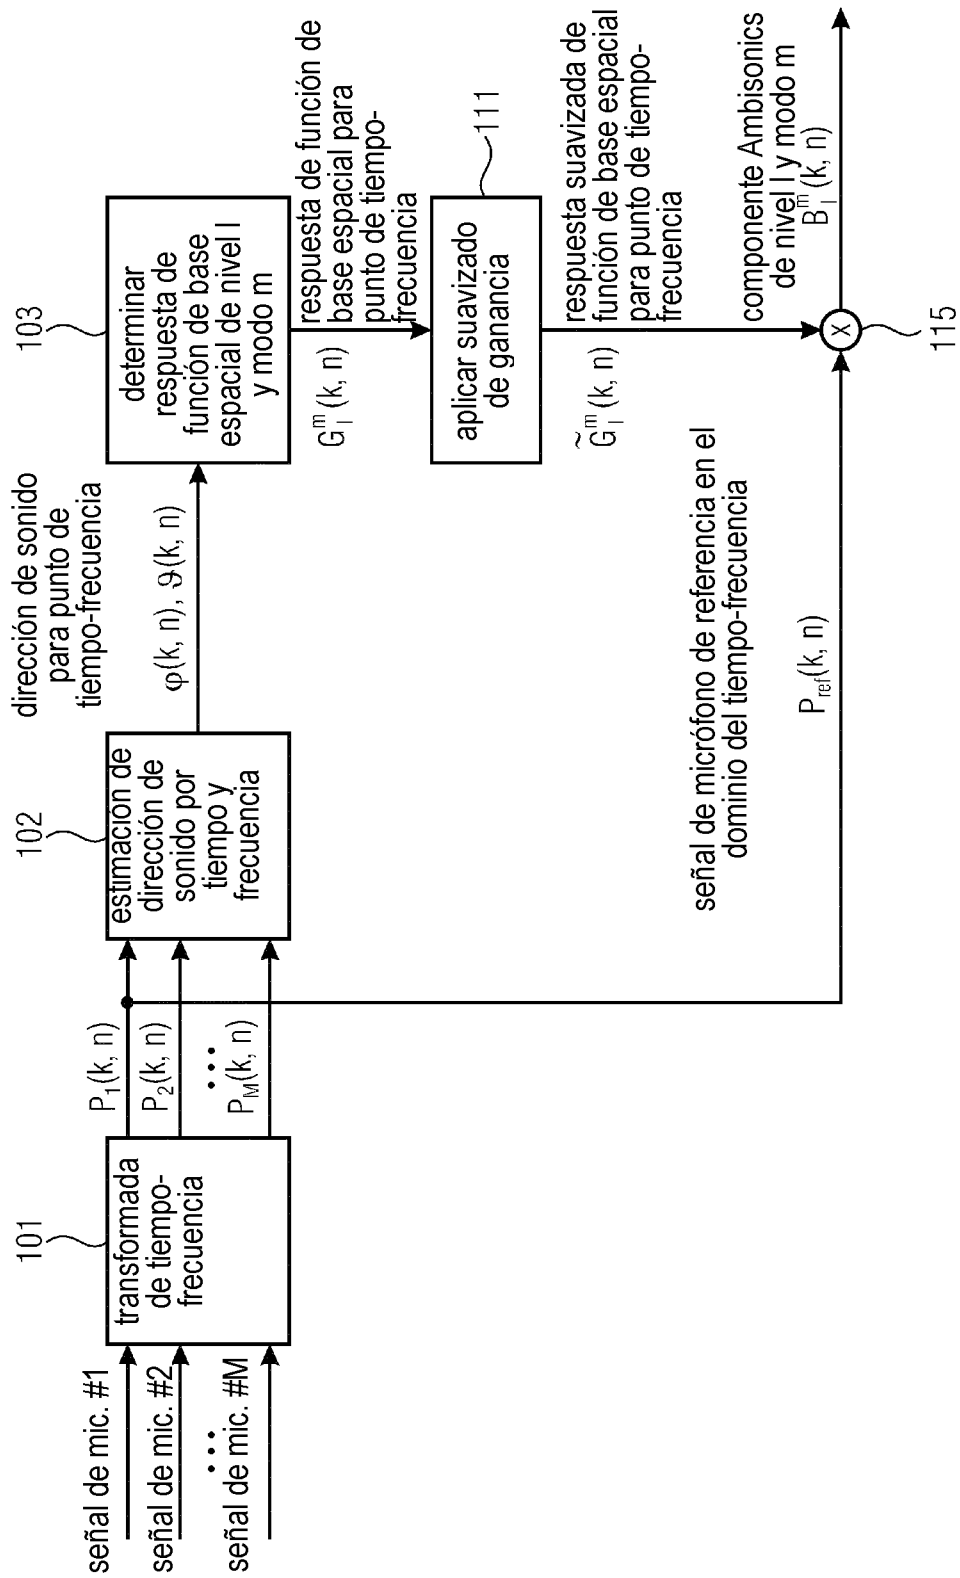 señal de mic. #1
señal de mic. #2
...
señal de mic. #M
101
transformada
de tiempo-
frecuencia
P1(k, n)
P2(k, n)
...
PM(k, n)
102
estimación de
dirección de
sonido por
tiempo y
frecuencia
dirección de sonido
para punto de
tiempo-frecuencia
φ(k, n), ϑ(k, n)
103
determinar
respuesta de
función de base
espacial de nivel l
y modo m
respuesta de función de
base espacial para
punto de tiempo-
frecuencia
G_l^m (k, n)
111
aplicar suavizado
de ganancia
respuesta suavizada de
función de base espacial
para punto de tiempo-
frecuencia
G̃_l^m (k, n)
señal de micrófono de referencia en el
dominio del tiempo-frecuencia
Pref(k, n)
componente Ambisonics
de nivel l y modo m
B_l^m (k, n)
X
115